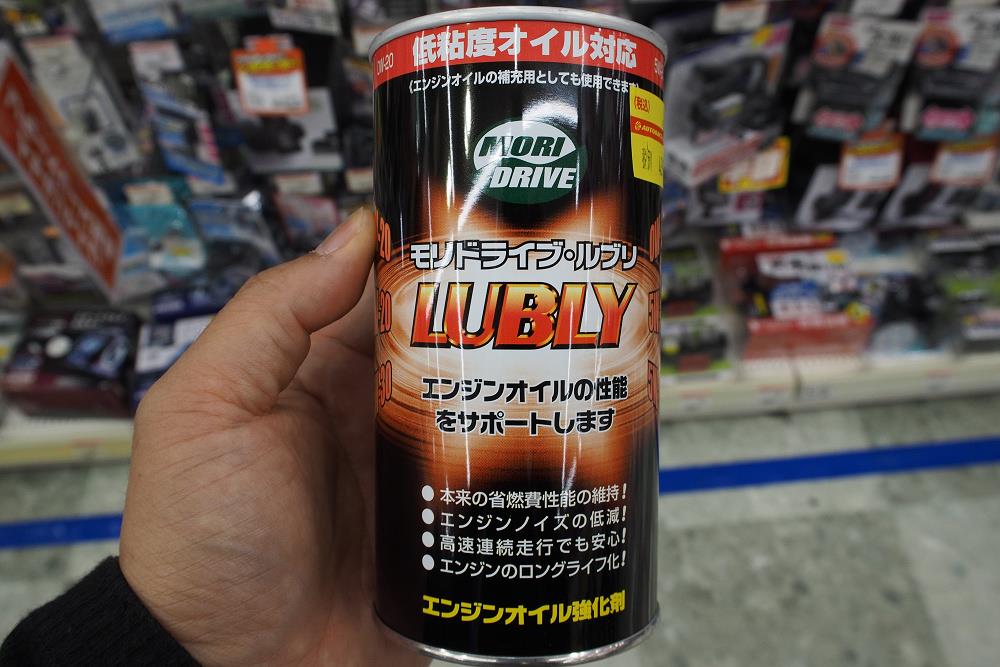 低粘度オイル対応
(エンジンオイルの補充用としても使用できます)
MORI
DRIVE
モリドライブ・ルブリ
LUBLY
エンジンオイルの性能
をサポートします
●本来の省燃費性能の維持!
●エンジンノイズの低減!
●高速連続走行でも安心!
●エンジンのロングライフ化!
エンジンオイル強化剤
(税込)